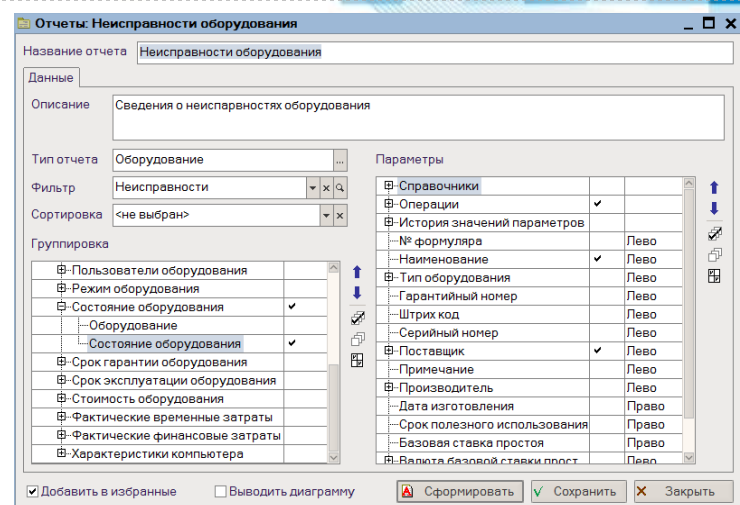 Отчеты: Неисправности оборудования
Название отчета Неисправности оборудования
Данные
Описание Сведения о неиспарвностях оборудования
Тип отчета Оборудование ...
Фильтр Неисправности
Сортировка <не выбран>
Группировка
Пользователи оборудования
Режим оборудования
Состояние оборудования
Оборудование
Состояние оборудования
Срок гарантии оборудования
Срок эксплуатации оборудования
Стоимость оборудования
Фактические временные затраты
Фактические финансовые затраты
Характеристики компьютера
Параметры
Справочники
Операции
История значений параметров
№ формуляра Лево
Наименование Лево
Тип оборудования Лево
Гарантийный номер Лево
Штрих код Лево
Серийный номер Лево
Поставщик Лево
Примечание Лево
Производитель Лево
Дата изготовления Право
Срок полезного использования Право
Базовая ставка простоя Право
Валюта базовой ставки прост Лево
Добавить в избранные Выводить диаграмму Сформировать Сохранить Закрыть